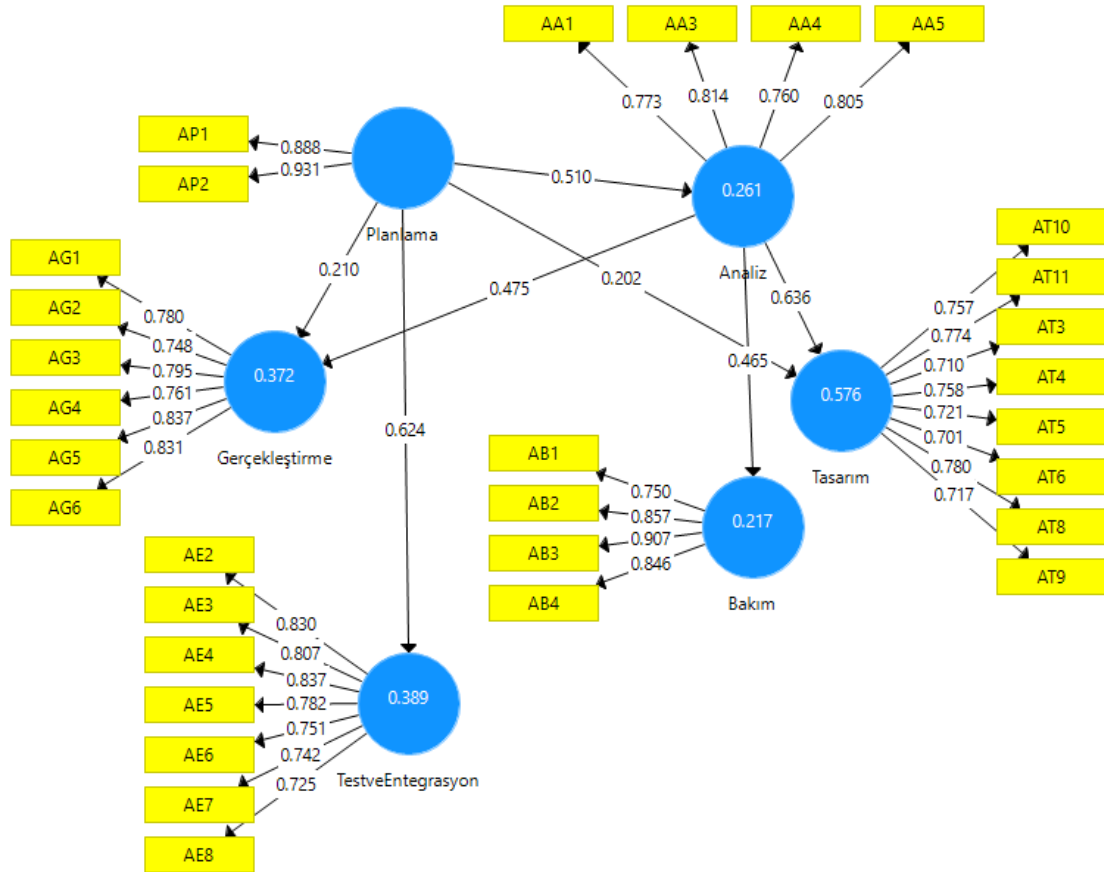 AA1
AA3
AA4
AA5
0.773
0.814
0.760
0.805
AP1
AP2
0.888
0.931
Planlama
0.510
0.261
Analiz
0.210
0.475
0.202
0.636
0.465
0.624
AG1
AG2
AG3
AG4
AG5
AG6
0.780
0.748
0.795
0.761
0.837
0.831
0.372
Gerçekleştirme
AT10
AT11
AT3
AT4
AT5
AT6
AT8
AT9
0.757
0.774
0.710
0.758
0.721
0.701
0.780
0.717
0.576
Tasarım
AB1
AB2
AB3
AB4
0.750
0.857
0.907
0.846
0.217
Bakım
AE2
AE3
AE4
AE5
AE6
AE7
AE8
0.830
0.807
0.837
0.782
0.751
0.742
0.725
0.389
TestveEntegrasyon